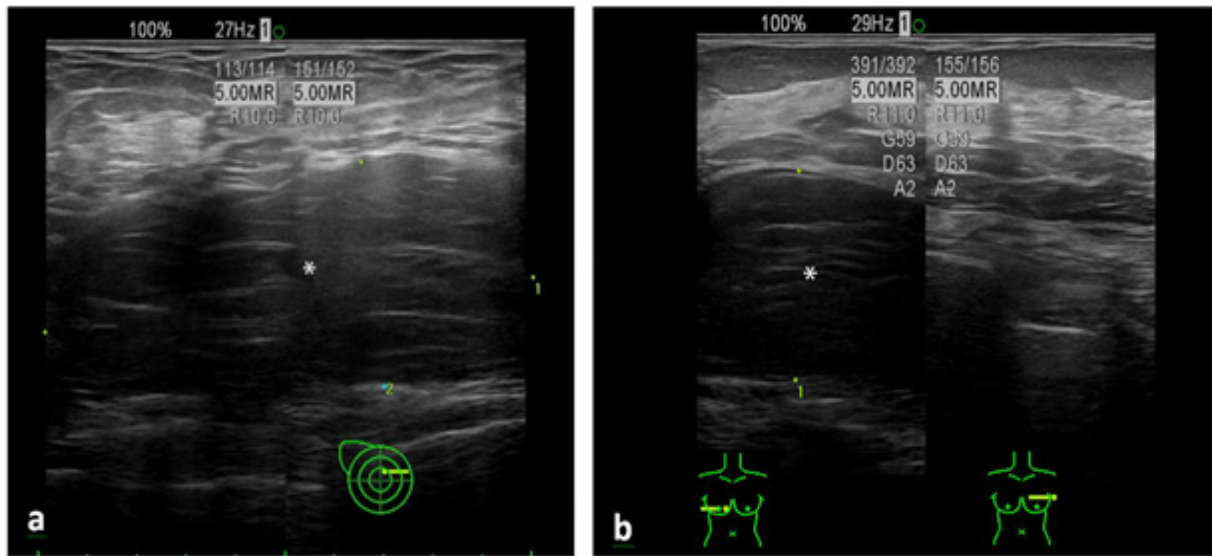 100% 27Hz 1
113/114 151/152
5.00MR 5.00MR
R10.0 R10.0
*
1
2
a
100% 29Hz 1
391/392 155/156
5.00MR 5.00MR
R11.0 R11.0
G59 G99
D63 D63
A2 A2
*
1
b